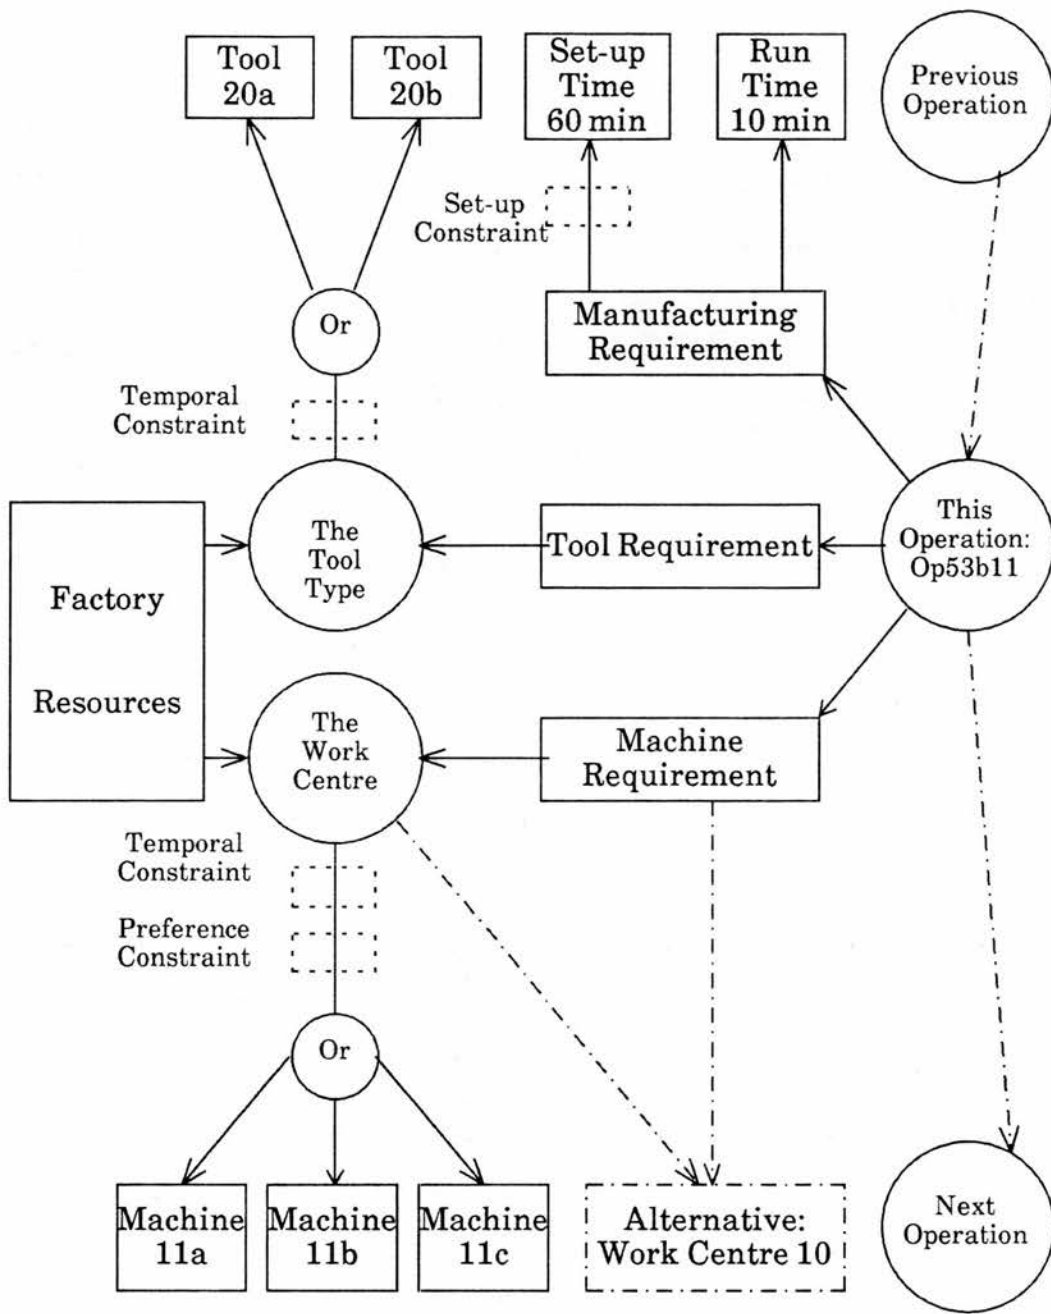 Tool
20a
Tool
20b
Set-up
Time
60 min
Run
Time
10 min
Previous
Operation
Set-up
Constraint
Or
Manufacturing
Requirement
Temporal
Constraint
The
Tool
Type
Tool Requirement
This
Operation:
Op53b11
Factory
Resources
The
Work
Centre
Machine
Requirement
Temporal
Constraint
Preference
Constraint
Or
Machine
11a
Machine
11b
Machine
11c
Alternative:
Work Centre 10
Next
Operation